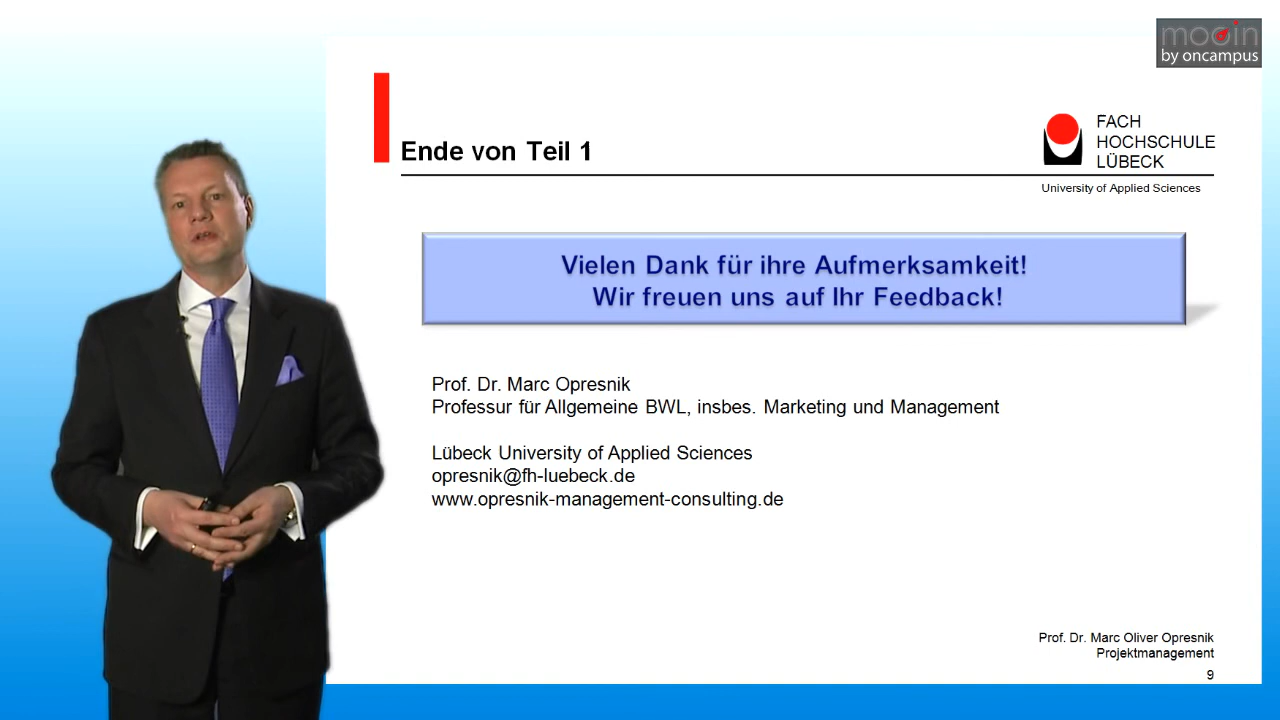 mooin
by oncampus
FACH
HOCHSCHULE
LÜBECK
University of Applied Sciences
Ende von Teil 1
Vielen Dank für ihre Aufmerksamkeit!
Wir freuen uns auf Ihr Feedback!
Prof. Dr. Marc Opresnik
Professur für Allgemeine BWL, insbes. Marketing und Management
Lübeck University of Applied Sciences
opresnik@fh-luebeck.de
www.opresnik-management-consulting.de
Prof. Dr. Marc Oliver Opresnik
Projektmanagement
9